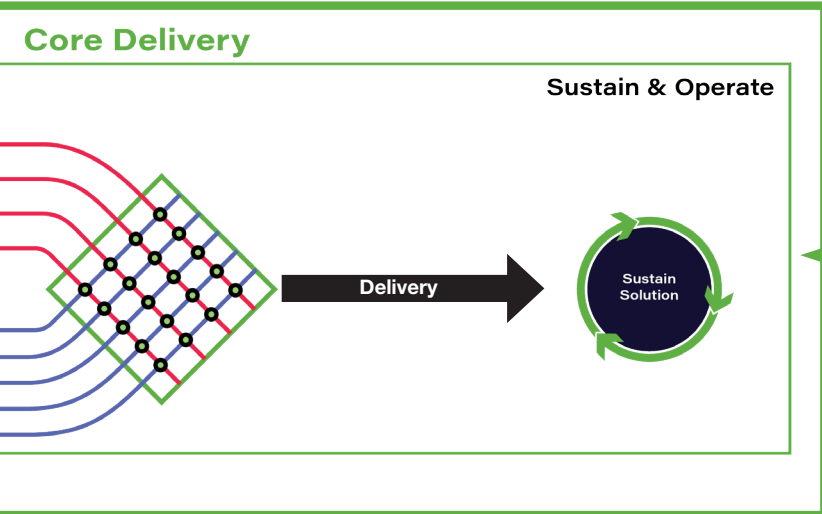 Core Delivery
Sustain & Operate
Delivery
Sustain
Solution